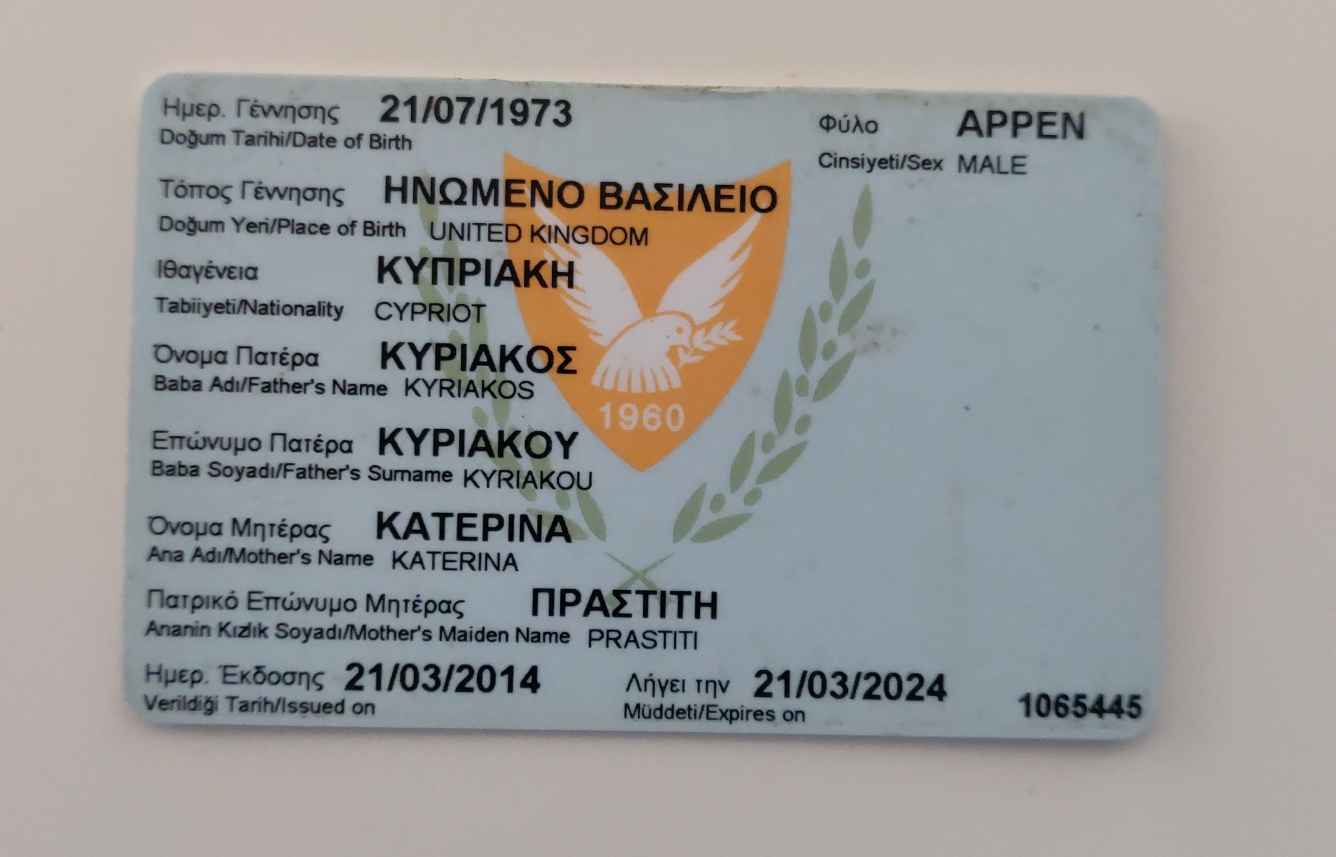 Ημερ. Γέννησης 21/07/1973 Φύλο ΑΡΡΕΝ
Doğum Tarihi/Date of Birth Cinsiyeti/Sex MALE
Τόπος Γέννησης ΗΝΩΜΕΝΟ ΒΑΣΙΛΕΙΟ
Doğum Yeri/Place of Birth UNITED KINGDOM
Ιθαγένεια ΚΥΠΡΙΑΚΗ
Tabiiyeti/Nationality CYPRIOT
Όνομα Πατέρα ΚΥΡΙΑΚΟΣ
Baba Adı/Father's Name KYRIAKOS
1960
Επώνυμο Πατέρα ΚΥΡΙΑΚΟΥ
Baba Soyadı/Father's Surname KYRIAKOU
Όνομα Μητέρας ΚΑΤΕΡΙΝΑ
Ana Adı/Mother's Name KATERINA
Πατρικό Επώνυμο Μητέρας ΠΡΑΣΤΙΤΗ
Ananin Kızlık Soyadı/Mother's Maiden Name PRASTITI
Ημερ. Έκδοσης 21/03/2014 Λήγει την 21/03/2024
Verildiği Tarih/Issued on Müddeti/Expires on 1065445